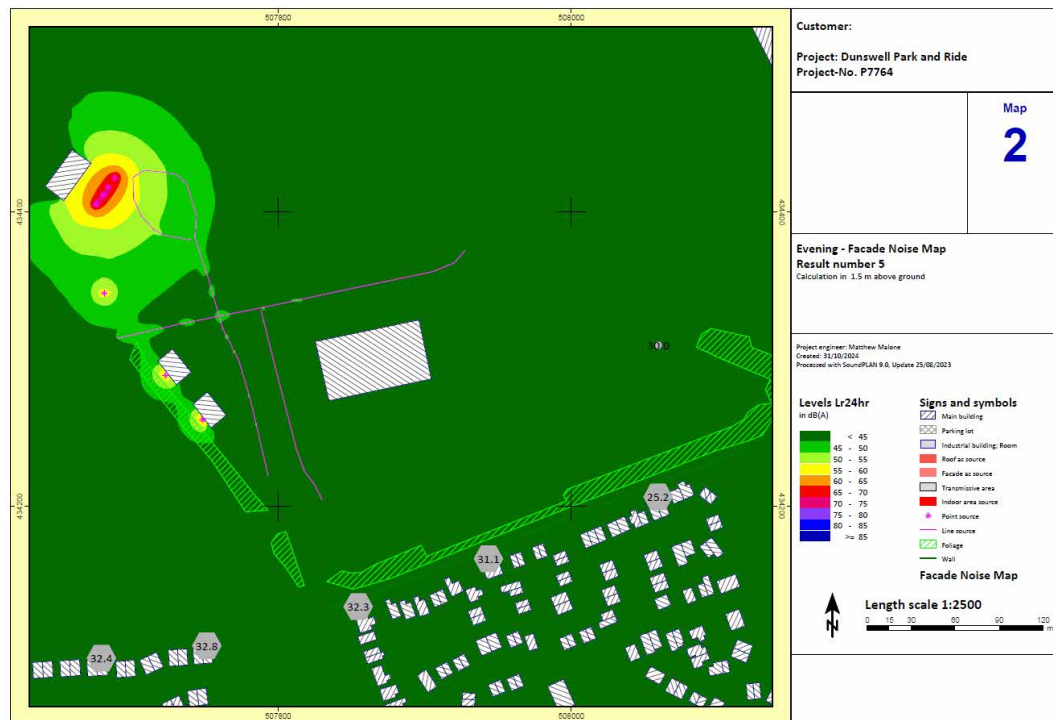 507800
508000
434400
434400
434200
434200
507800
508000
25.2
31.1
32.3
32.8
32.4
Customer:
Project: Dunswell Park and Ride
Project-No. P7764
Map
2
Evening - Facade Noise Map
Result number 5
Calculation in 1.5 m above ground
Project engineer: Matthew Malone
Created: 31/10/2024
Processed with SoundPLAN 9.0, Update 25/08/2023
Levels Lr24hr
in dB(A)
< 45
45 - 50
50 - 55
55 - 60
60 - 65
65 - 70
70 - 75
75 - 80
80 - 85
>= 85
Signs and symbols
Main building
Parking lot
Industrial building; Room
Roof as source
Facade as source
Transmissive area
Indoor area source
Point source
Line source
Foliage
Wall
Facade Noise Map
N
Length scale 1:2500
0 15 30 60 90 120
m